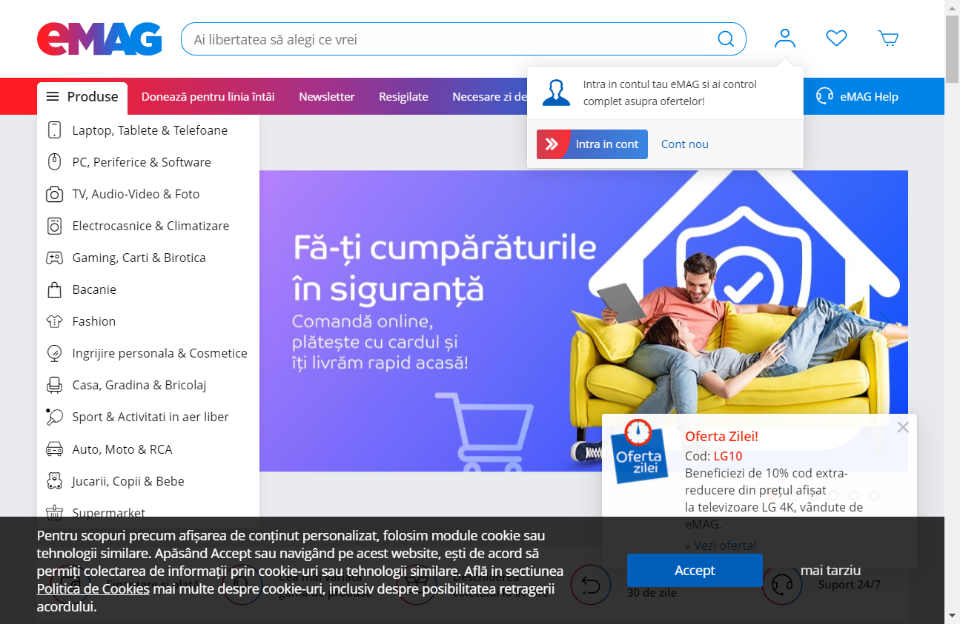 eMAG
Ai libertatea să alegi ce vrei
Produse
Donează pentru linia întâi
Newsletter
Resigilate
Necesare zi de
eMAG Help
Intra in contul tau eMAG si ai control
complet asupra ofertelor!
Intra in cont
Cont nou
Laptop, Tablete & Telefoane
PC, Periferice & Software
TV, Audio-Video & Foto
Electrocasnice & Climatizare
Gaming, Carti & Birotica
Bacanie
Fashion
Ingrijire personala & Cosmetice
Casa, Gradina & Bricolaj
Sport & Activitati in aer liber
Auto, Moto & RCA
Jucarii, Copii & Bebe
Supermarket
Fă-ți cumpărăturile
în siguranță
Comandă online,
plătește cu cardul și
îți livrăm rapid acasă!
Oferta
zilei
Oferta Zilei!
Cod: LG10
Beneficiezi de 10% cod extra-
reducere din prețul afișat
la televizoare LG 4K, vândute de
eMAG.
» Vezi oferta!
Pentru scopuri precum afișarea de conținut personalizat, folosim module cookie sau
tehnologii similare. Apăsând Accept sau navigând pe acest website, ești de acord să
permiți colectarea de informații prin cookie-uri sau tehnologii similare. Află in sectiunea
Politica de Cookies mai multe despre cookie-uri, inclusiv despre posibilitatea retragerii
acordului.
Accept
mai tarziu
30 de zile
Suport 24/7